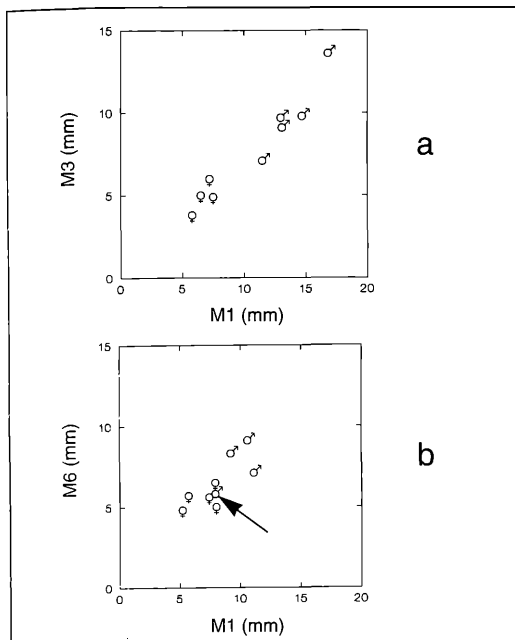 15
10
5
0
M3 (mm)
♂
♂
♂ ♂
♂
♀
♀ ♀
♀
a
0 5 10 15 20
M1 (mm)
15
10
5
0
M6 (mm)
♂
♂
♂
♀
♂
♀ ♀
♀ ♀
b
0 5 10 15 20
M1 (mm)